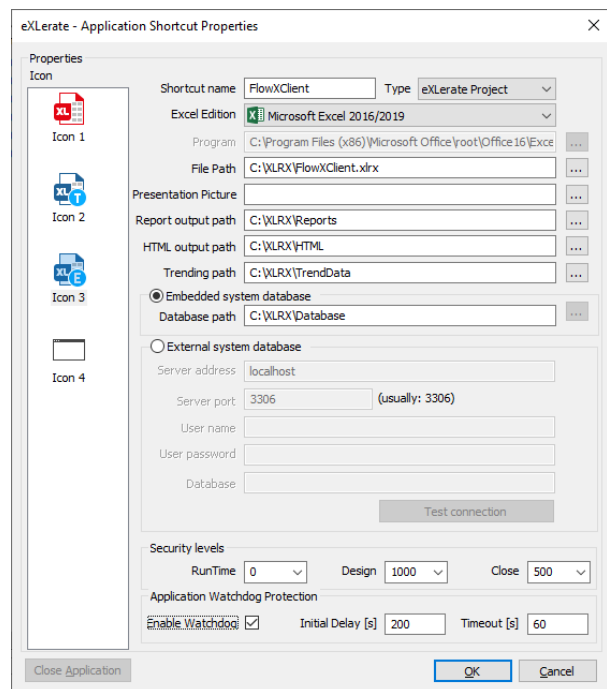 eXLerate - Application Shortcut Properties
Properties
Icon
XL
Icon 1
XL T
Icon 2
XL E
Icon 3
Icon 4
Shortcut name FlowXClient Type eXLerate Project
Excel Edition Microsoft Excel 2016/2019
Program C:\Program Files (x86)\Microsoft Office\root\Office16\Exce ...
File Path C:\XLRX\FlowXClient.xlrx ...
Presentation Picture ...
Report output path C:\XLRX\Reports ...
HTML output path C:\XLRX\HTML ...
Trending path C:\XLRX\TrendData ...
Embedded system database
Database path C:\XLRX\Database ...
External system database
Server address localhost
Server port 3306 (usually: 3306)
User name
User password
Database
Test connection
Security levels
RunTime 0 Design 1000 Close 500
Application Watchdog Protection
Enable Watchdog Initial Delay [s] 200 Timeout [s] 60
Close Application OK Cancel